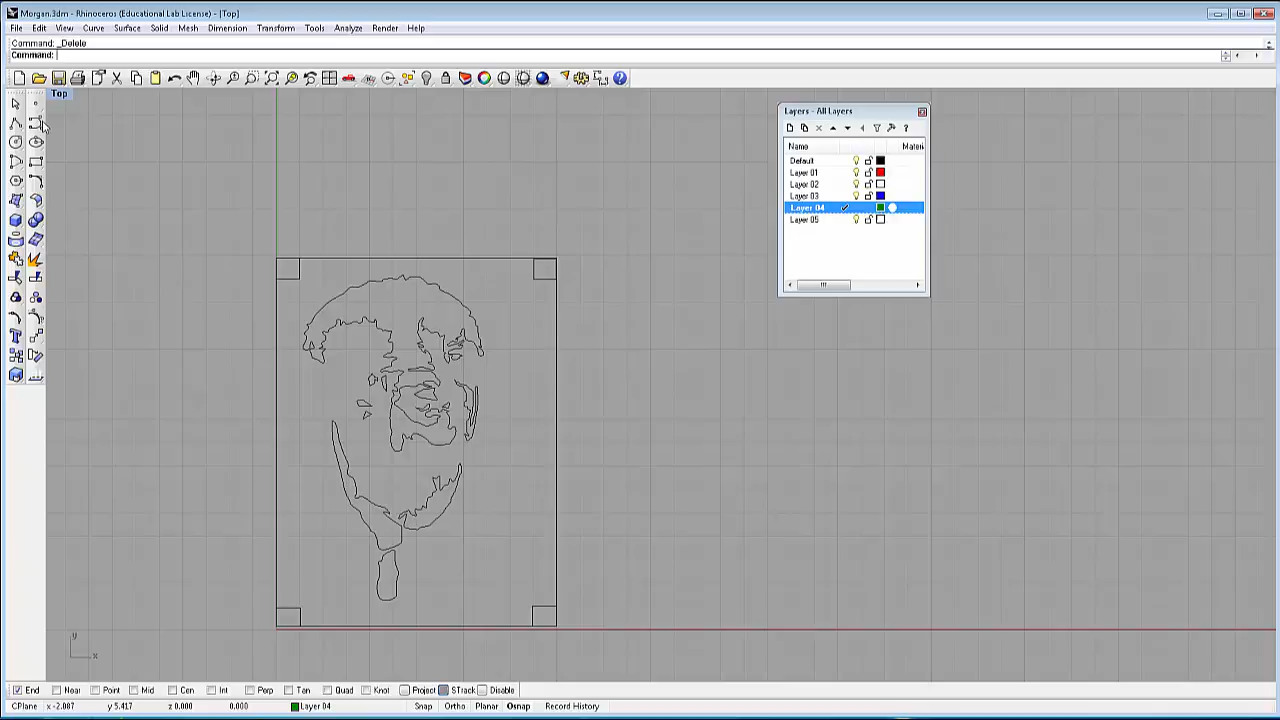 Morgan.3dm - Rhinoceros (Educational Lab License) - [Top]
File Edit View Curve Surface Solid Mesh Dimension Transform Tools Analyze Render Help
Command: _Delete
Command:
Top
Layers - All Layers
Name Materi
Default
Layer 01
Layer 02
Layer 03
Layer 04
Layer 05
y
x
End Near Point Mid Cen Int Perp Tan Quad Knot Project STrack Disable
CPlane x -2.087 y 5.417 z 0.000 0.000 Layer 04 Snap Ortho Planar Osnap Record History